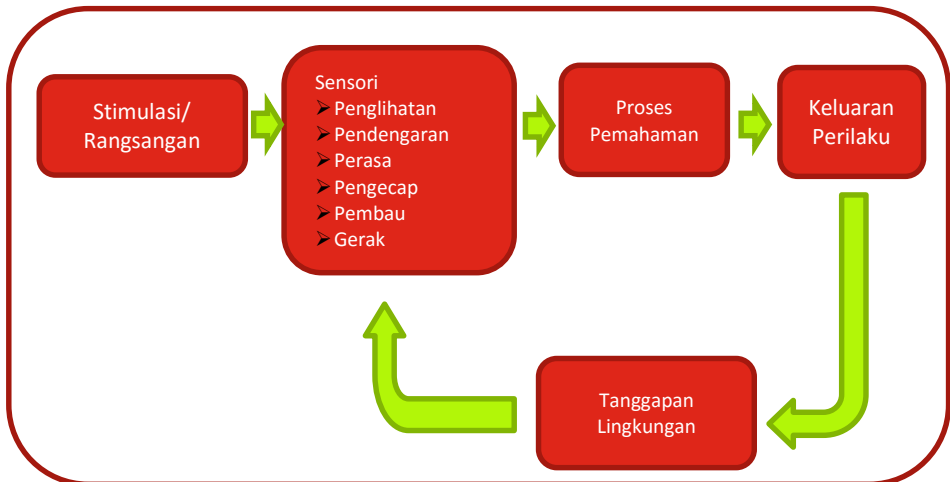 Stimulasi/
Rangsangan
Sensori
➢Penglihatan
➢Pendengaran
➢Perasa
➢Pengecap
➢Pembau
➢Gerak
Proses
Pemahaman
Keluaran
Perilaku
Tanggapan
Lingkungan